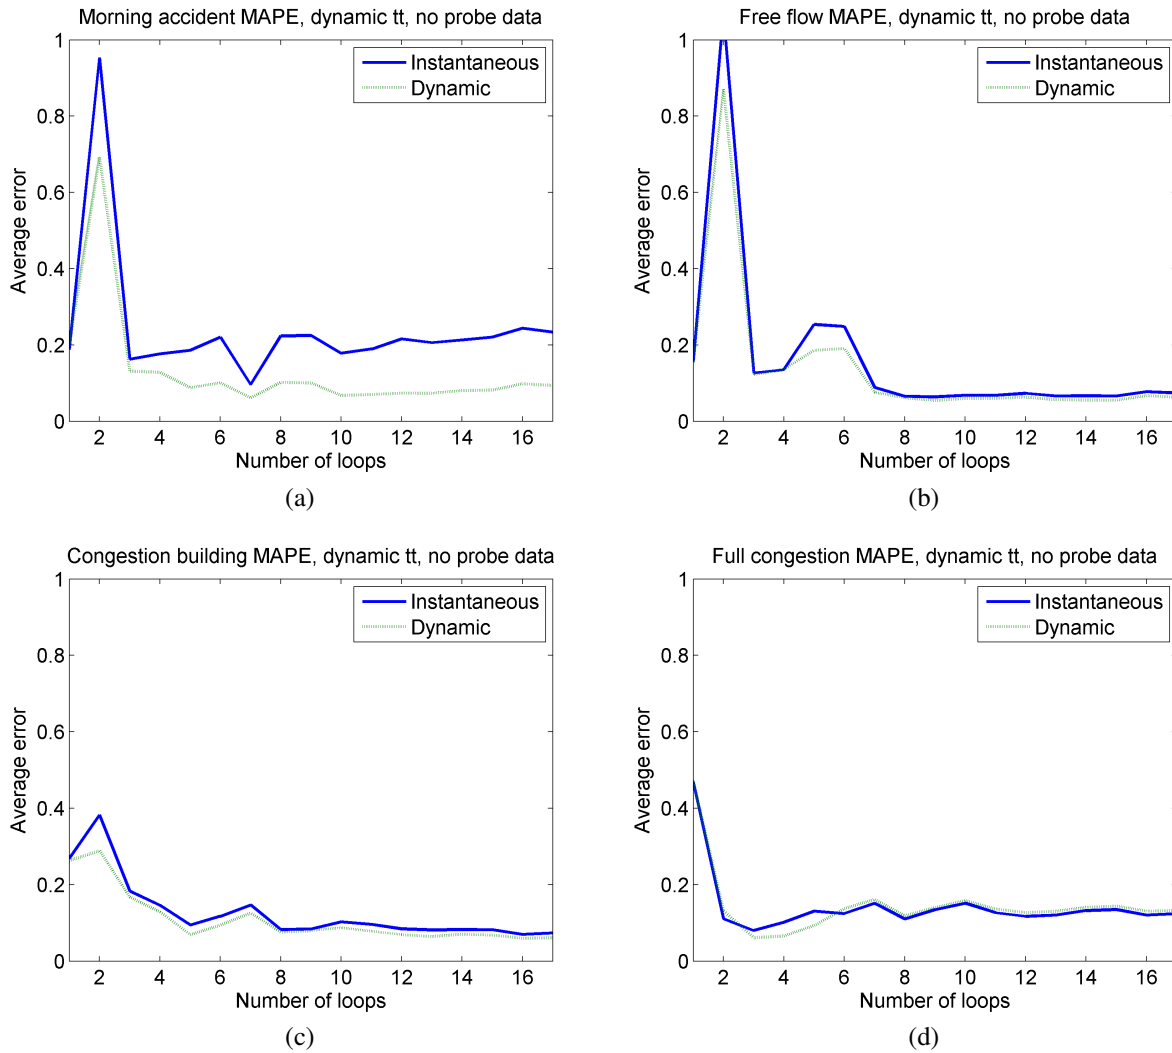 Morning accident MAPE, dynamic tt, no probe data
1
0.8
0.6
0.4
0.2
0
Average error
Instantaneous
Dynamic
2 4 6 8 10 12 14 16
Number of loops
(a)
Free flow MAPE, dynamic tt, no probe data
1
0.8
0.6
0.4
0.2
0
Average error
Instantaneous
Dynamic
2 4 6 8 10 12 14 16
Number of loops
(b)
Congestion building MAPE, dynamic tt, no probe data
1
0.8
0.6
0.4
0.2
0
Average error
Instantaneous
Dynamic
2 4 6 8 10 12 14 16
Number of loops
(c)
Full congestion MAPE, dynamic tt, no probe data
1
0.8
0.6
0.4
0.2
0
Average error
Instantaneous
Dynamic
2 4 6 8 10 12 14 16
Number of loops
(d)